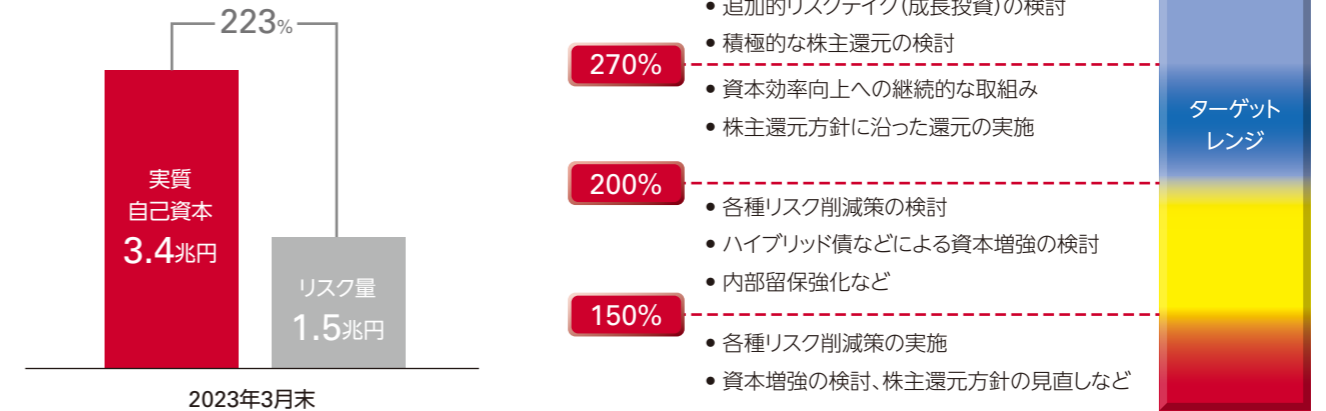 223%
実質
自己資本
3.4兆円
リスク量
1.5兆円
2023年3月末
• 追加的リスクテイク（成長投資）の検討
• 積極的な株主還元の検討
270%
• 資本効率向上への継続的な取組み
• 株主還元方針に沿った還元の実施
200%
• 各種リスク削減策の検討
• ハイブリッド債などによる資本増強の検討
• 内部留保強化など
150%
• 各種リスク削減策の実施
• 資本増強の検討、株主還元方針の見直しなど
ターゲット
レンジ